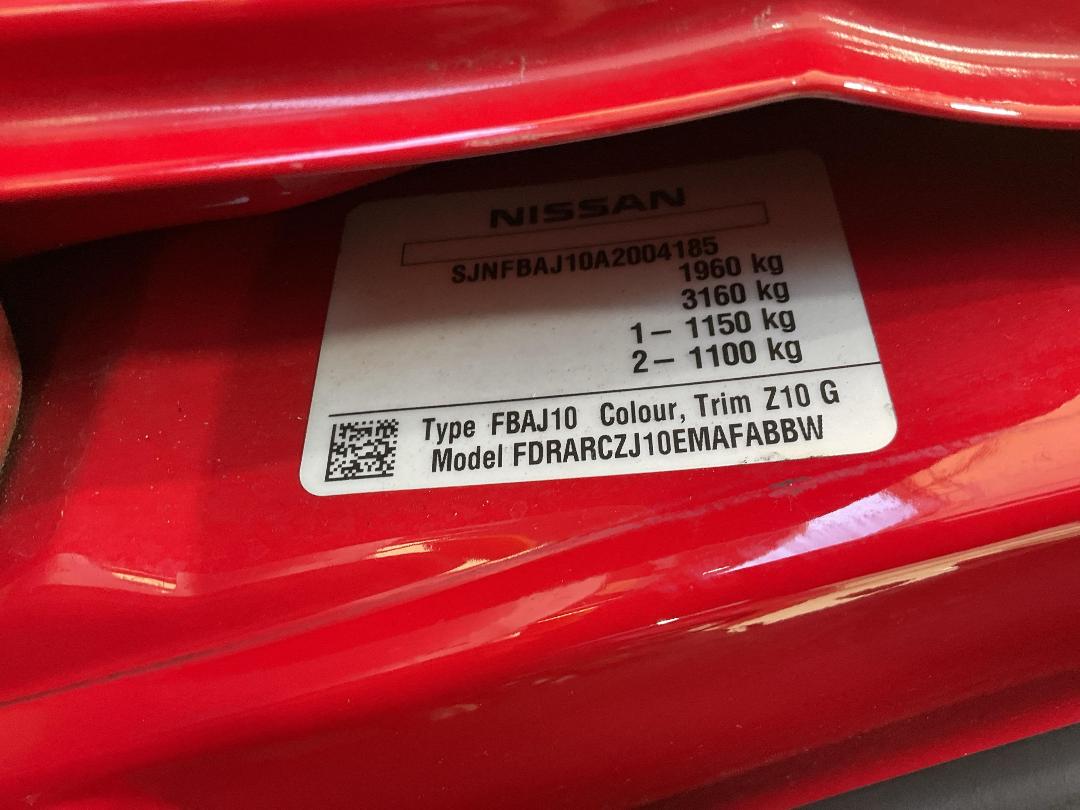 NISSAN
SJNFBAJ10A2004185
1960 kg
3160 kg
1– 1150 kg
2– 1100 kg
Type FBAJ10 Colour, Trim Z10 G
Model FDRARCZJ10EMAFABBW